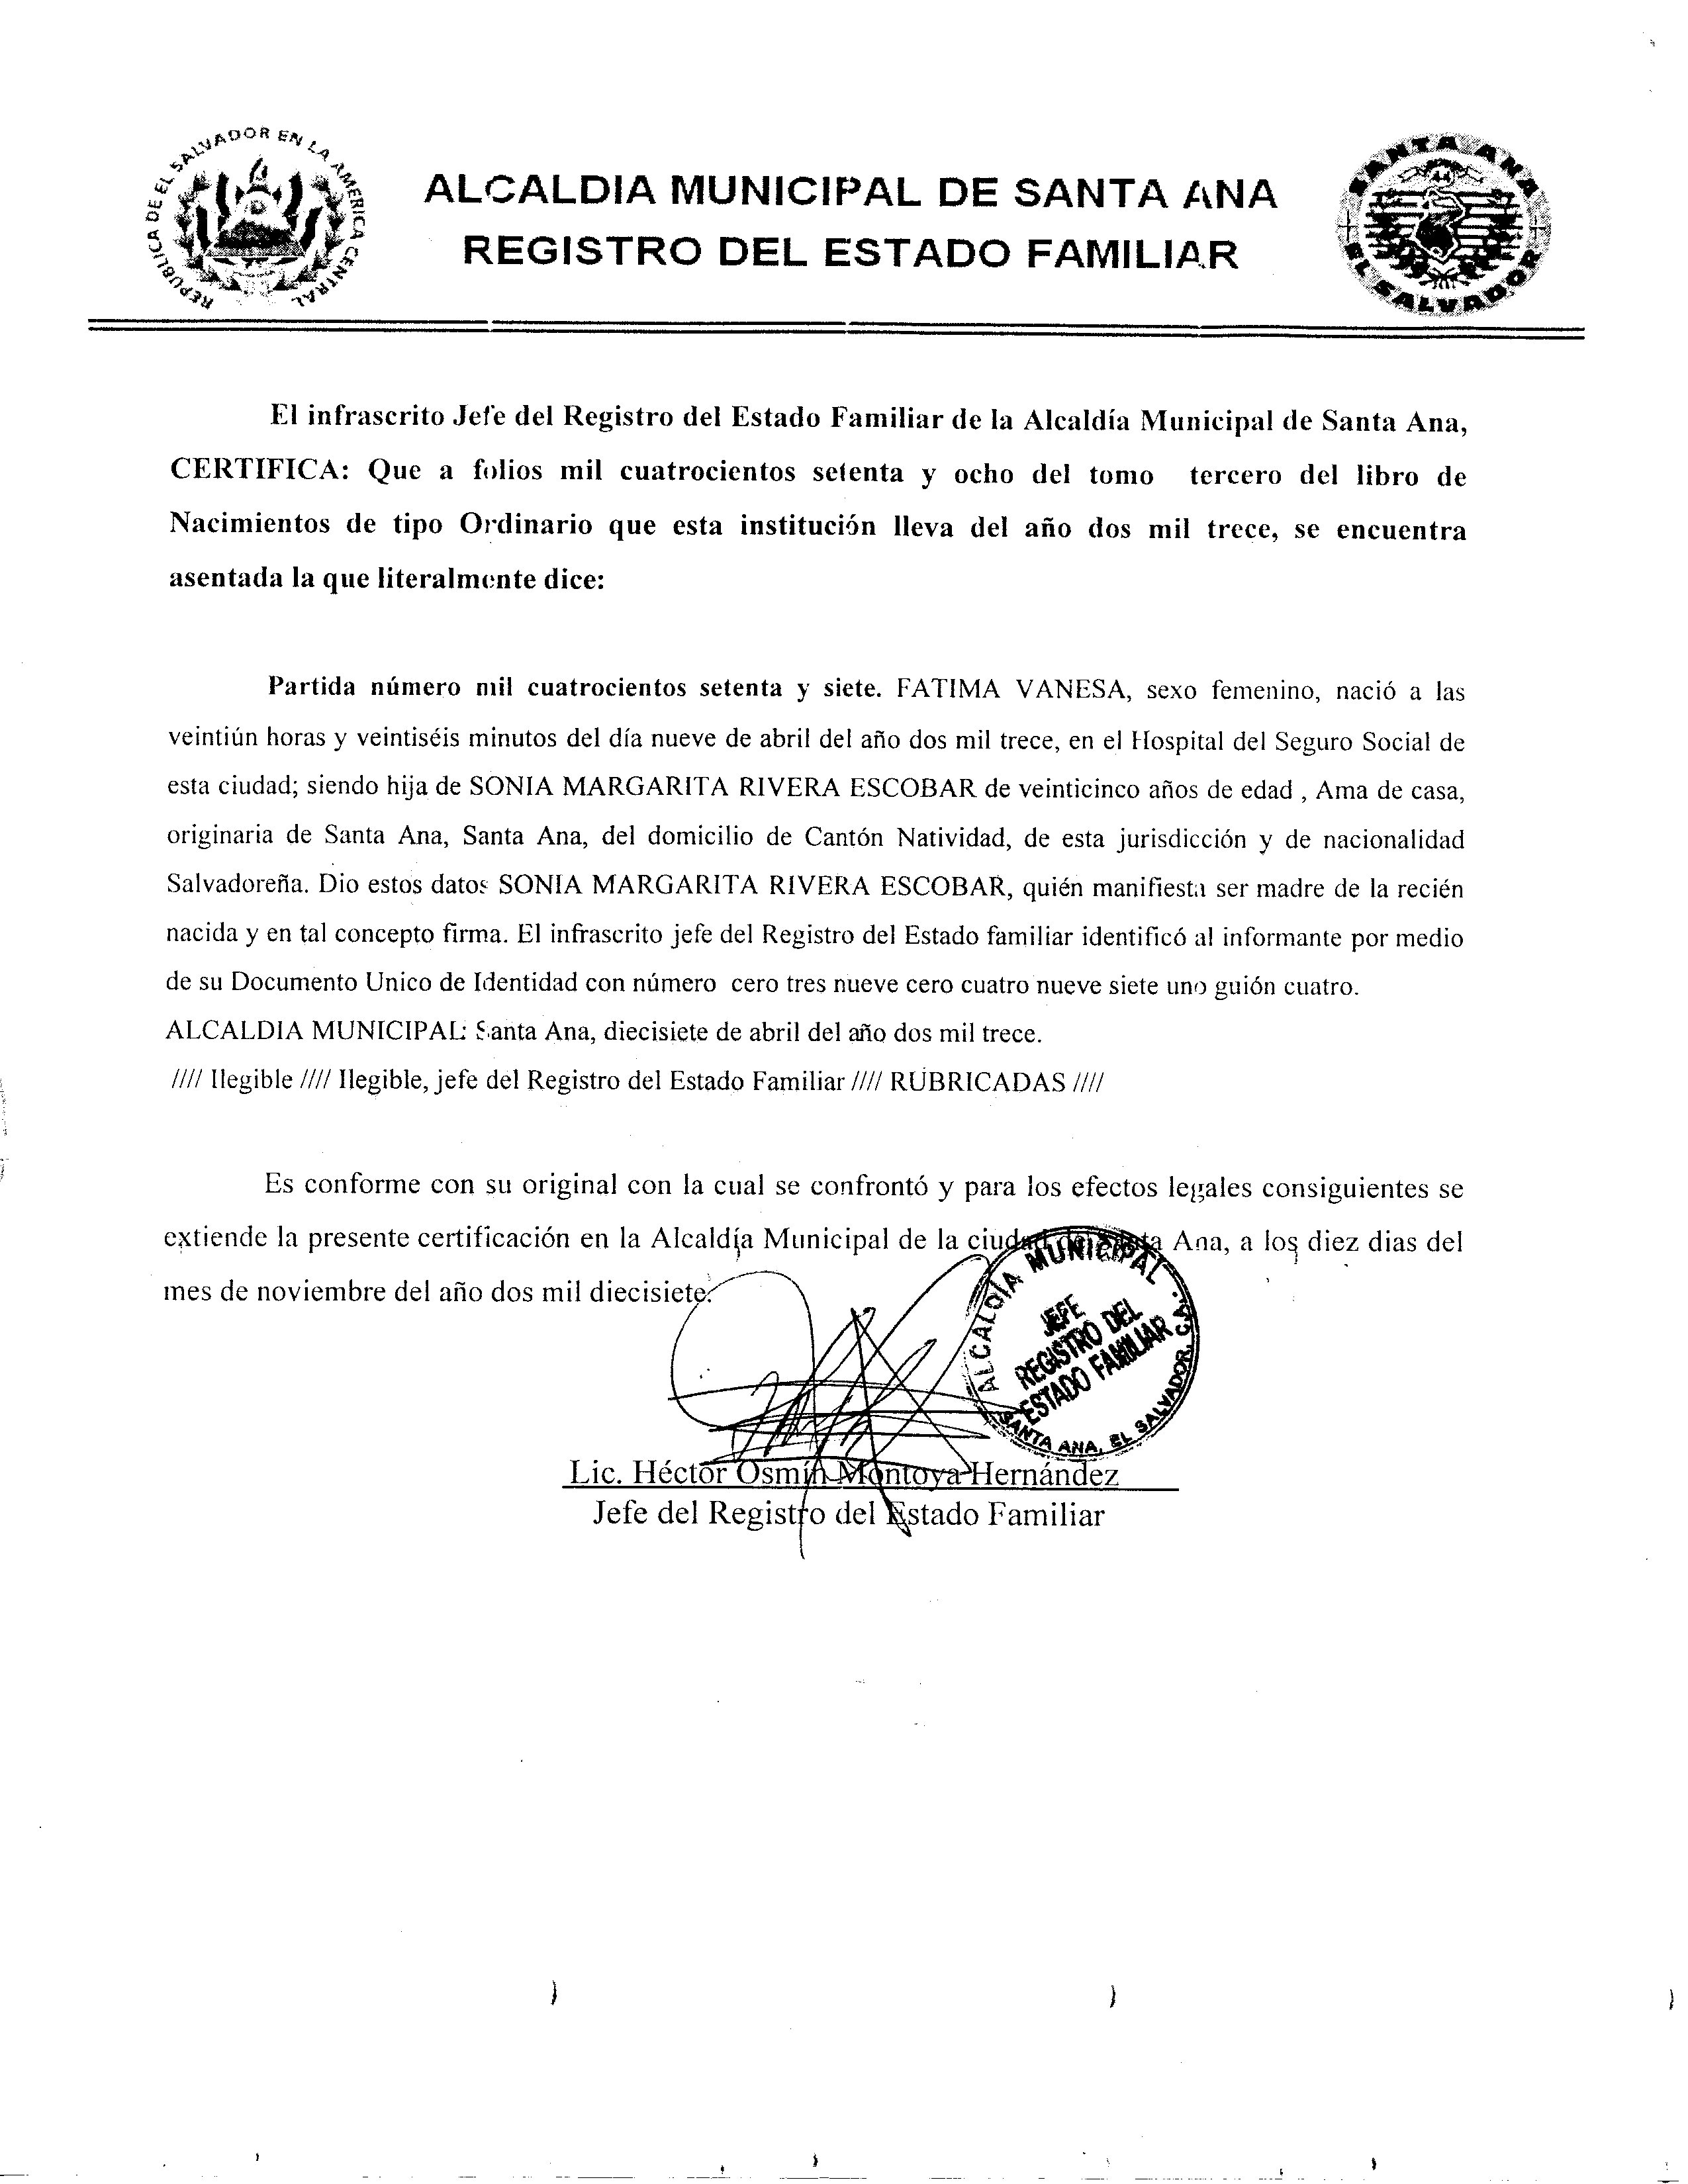 REPUBLICA DE EL SALVADOR EN LA AMERICA CENTRAL
ALCALDIA MUNICIPAL DE SANTA ANA
REGISTRO DEL ESTADO FAMILIAR
SANTA ANA
EL SALVADOR
El infrascrito Jefe del Registro del Estado Familiar de la Alcaldía Municipal de Santa Ana,
CERTIFICA: Que a folios mil cuatrocientos setenta y ocho del tomo tercero del libro de
Nacimientos de tipo Ordinario que esta institución lleva del año dos mil trece, se encuentra
asentada la que literalmente dice:
Partida número mil cuatrocientos setenta y siete. FATIMA VANESA, sexo femenino, nació a las
veintiún horas y veintiséis minutos del día nueve de abril del año dos mil trece, en el Hospital del Seguro Social de
esta ciudad; siendo hija de SONIA MARGARITA RIVERA ESCOBAR de veinticinco años de edad , Ama de casa,
originaria de Santa Ana, Santa Ana, del domicilio de Cantón Natividad, de esta jurisdicción y de nacionalidad
Salvadoreña. Dio estos datos SONIA MARGARITA RIVERA ESCOBAR, quién manifiesta ser madre de la recién
nacida y en tal concepto firma. El infrascrito jefe del Registro del Estado familiar identificó al informante por medio
de su Documento Unico de Identidad con número cero tres nueve cero cuatro nueve siete uno guión cuatro.
ALCALDIA MUNICIPAL: Santa Ana, diecisiete de abril del año dos mil trece.
//// Ilegible //// Ilegible, jefe del Registro del Estado Familiar //// RUBRICADAS ////
Es conforme con su original con la cual se confrontó y para los efectos legales consiguientes se
extiende la presente certificación en la Alcaldía Municipal de la ciudad de Santa Ana, a los diez dias del
mes de noviembre del año dos mil diecisiete.
ALCALDIA MUNICIPAL
JEFE
REGISTRO DEL
ESTADO FAMILIAR
SANTA ANA, EL SALVADOR, C.A.
Lic. Héctor Osmín Montoya Hernández
Jefe del Registro del Estado Familiar